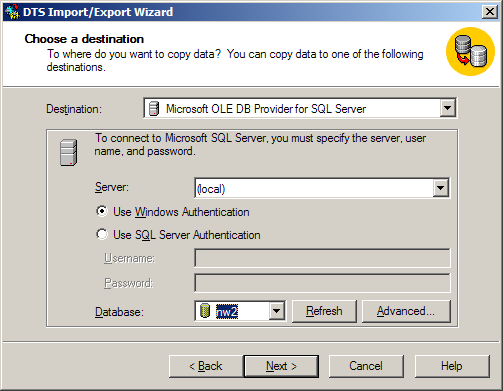 DTS Import/Export Wizard
Choose a destination
To where do you want to copy data? You can copy data to one of the following
destinations.
Destination: Microsoft OLE DB Provider for SQL Server
To connect to Microsoft SQL Server, you must specify the server, user
name, and password.
Server: (local)
Use Windows Authentication
Use SQL Server Authentication
Username:
Password:
Database: nw2 Refresh Advanced...
< Back Next > Cancel Help